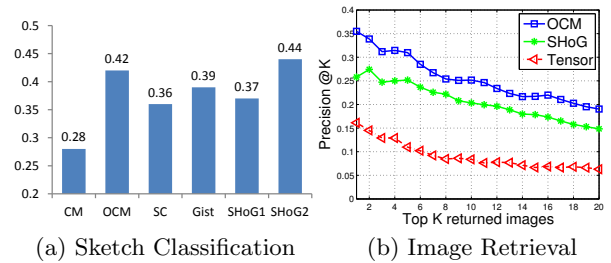 0.5
0.45
0.4
0.35
0.3
0.25
0.2
0.28
0.42
0.36
0.39
0.37
0.44
CM OCM SC Gist SHoG1 SHoG2
(a) Sketch Classification
Precision @K
0.4
0.35
0.3
0.25
0.2
0.15
0.1
0.05
0
OCM
SHoG
Tensor
2 4 6 8 10 12 14 16 18 20
Top K returned images
(b) Image Retrieval